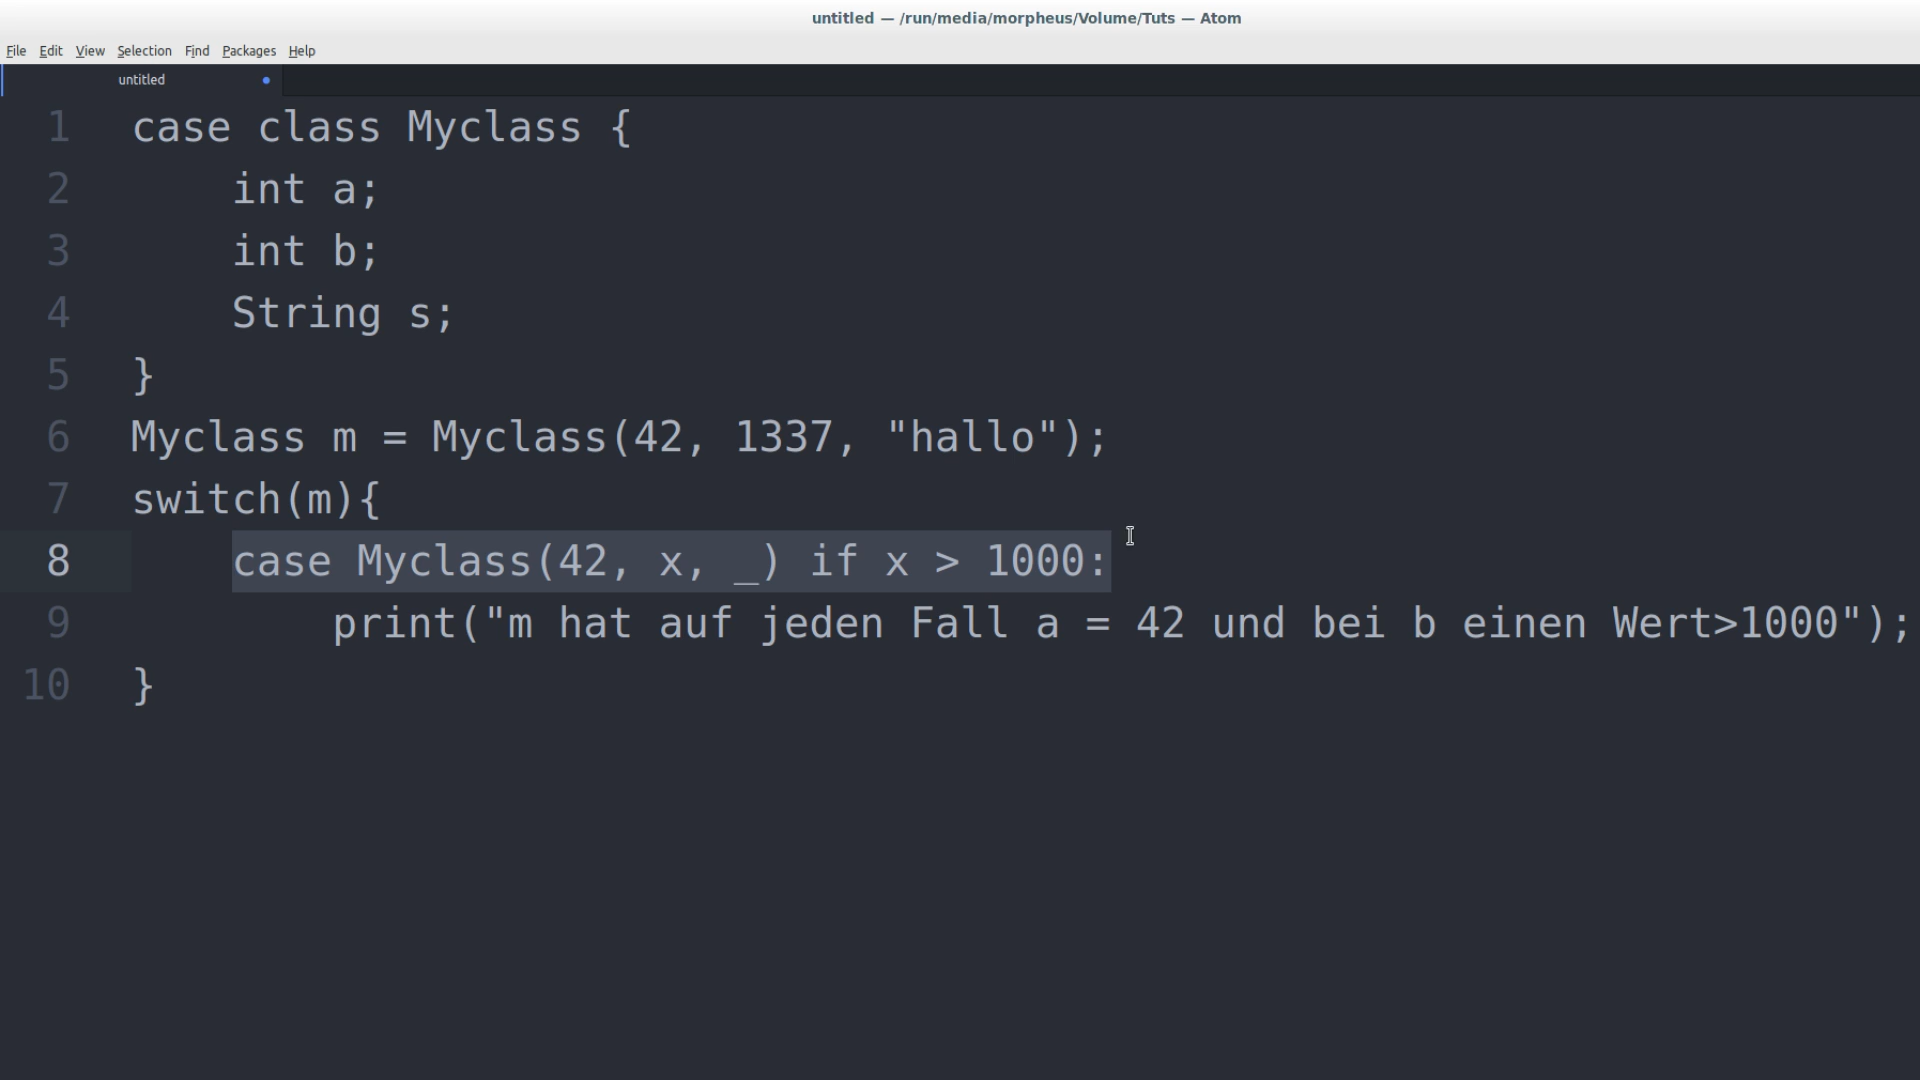 untitled — /run/media/morpheus/Volume/Tuts — Atom
File Edit View Selection Find Packages Help
untitled
1 case class Myclass {
2 int a;
3 int b;
4 String s;
5 }
6 Myclass m = Myclass(42, 1337, "hallo");
7 switch(m){
8 case Myclass(42, x, _) if x > 1000:
9 print("m hat auf jeden Fall a = 42 und bei b einen Wert>1000");
10 }